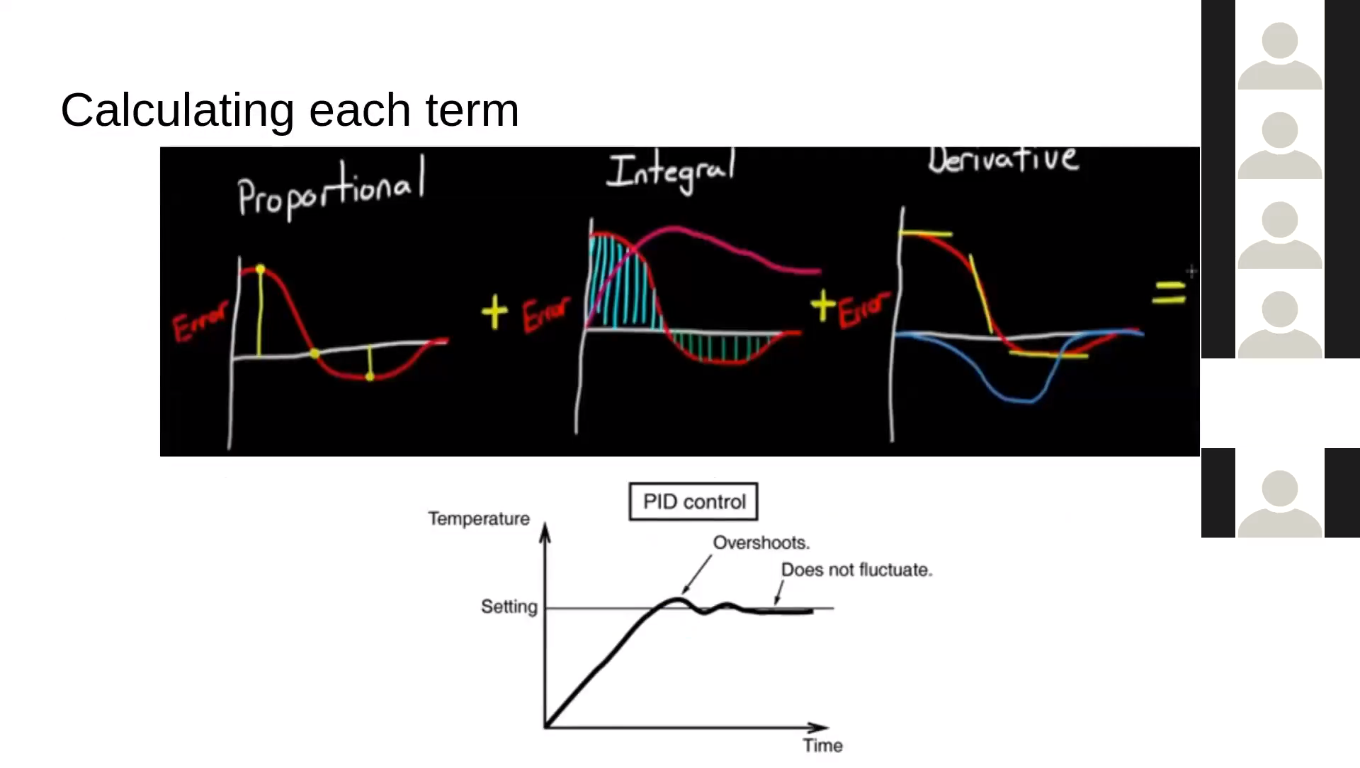 Calculating each term
Proportional
Integral
Derivative
Error
+
Error
+
Error
=
PID control
Temperature
Overshoots.
Does not fluctuate.
Setting
Time